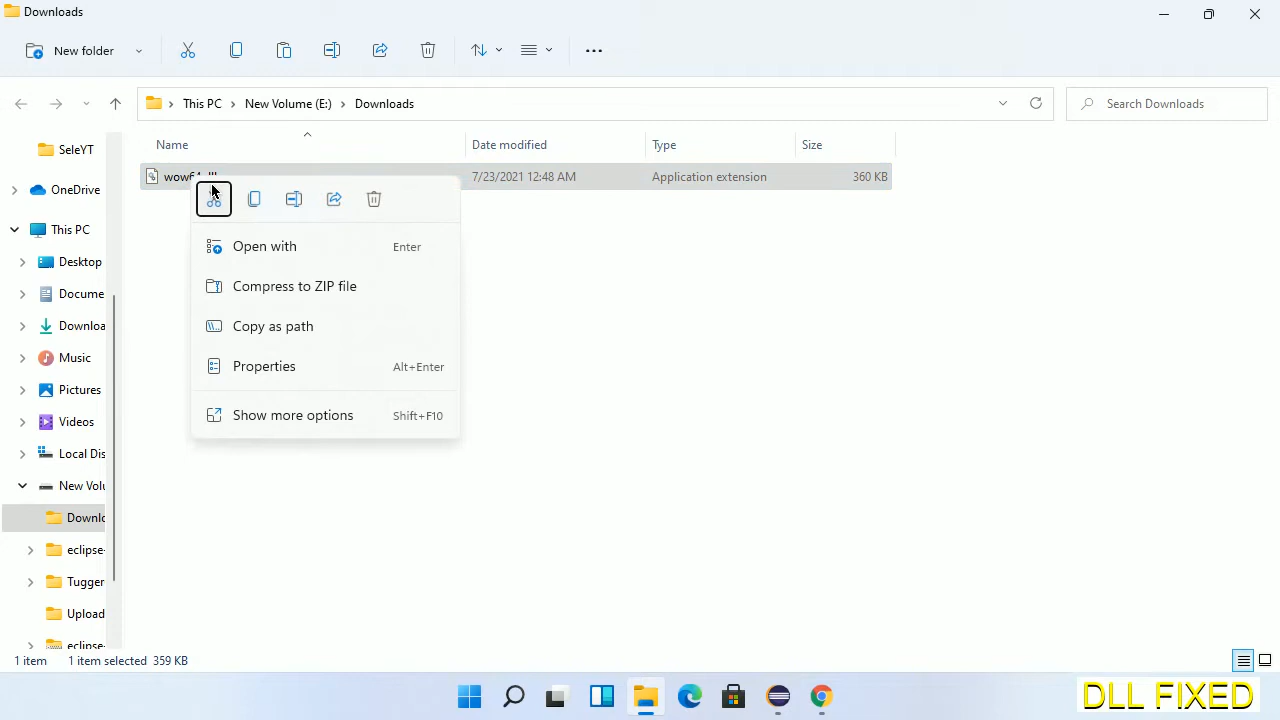 Downloads
New folder
This PC
New Volume (E:)
Downloads
Search Downloads
Name
Date modified
Type
Size
7/23/2021 12:48 AM
Application extension
360 KB
SeleYT
OneDrive
This PC
Desktop
Docume
Downloa
Music
Pictures
Videos
Local Dis
New Volu
Downlo
eclipse-
Tugger
Upload
eclipse-
Open with
Enter
Compress to ZIP file
Copy as path
Properties
Alt+Enter
Show more options
Shift+F10
1 item
1 item selected 359 KB
DLL FIXED